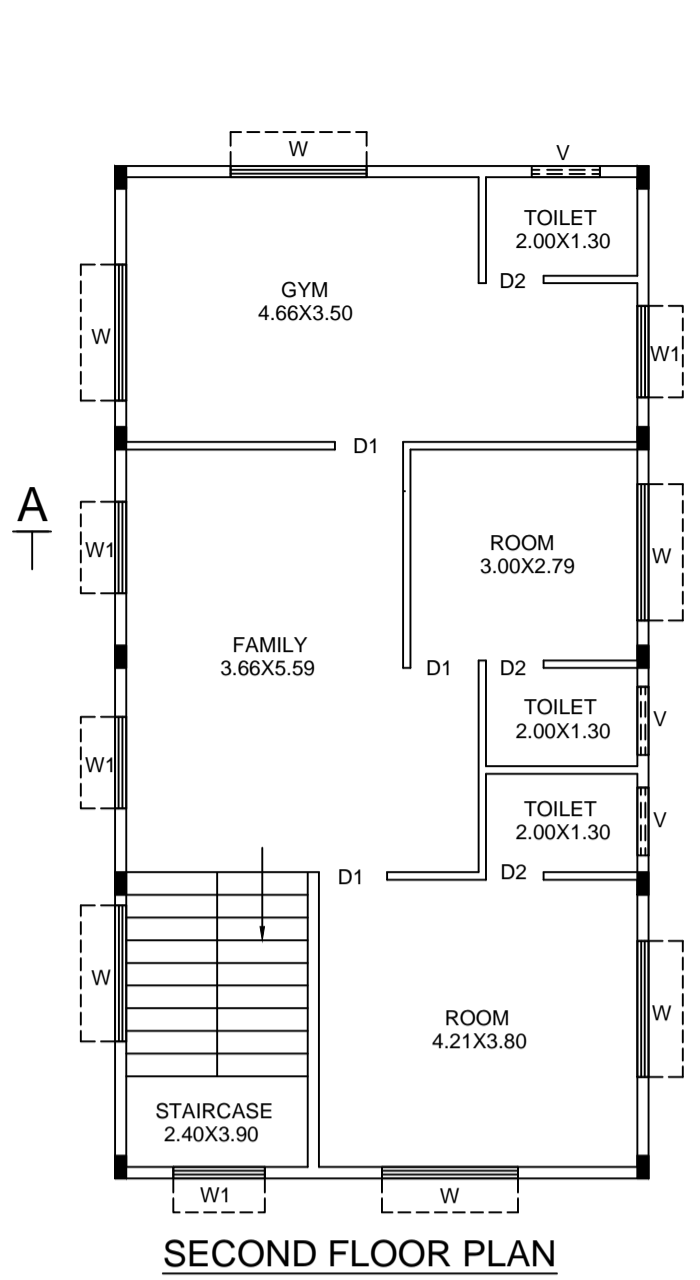 W
V
TOILET
2.00X1.30
D2
GYM
4.66X3.50
W
W1
D1
A
W1
ROOM
3.00X2.79
W
FAMILY
3.66X5.59
D1
D2
TOILET
2.00X1.30
V
W1
TOILET
2.00X1.30
V
D1
D2
W
ROOM
4.21X3.80
W
STAIRCASE
2.40X3.90
W1
W
SECOND FLOOR PLAN